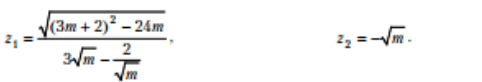 z₁ = √((3m + 2)² − 24m) / (3√m − 2/√m),
z₂ = −√m .